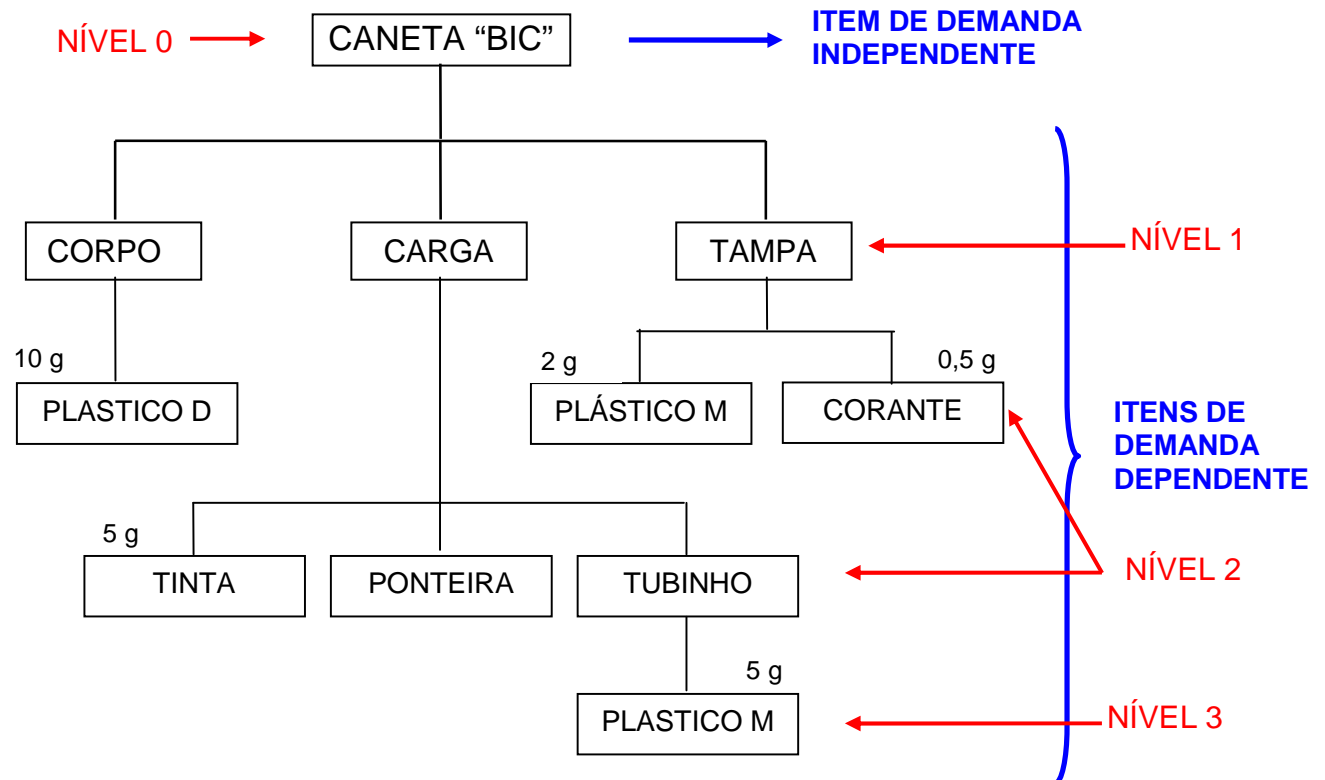 NÍVEL 0
CANETA “BIC”
ITEM DE DEMANDA
INDEPENDENTE
CORPO
CARGA
TAMPA
NÍVEL 1
10 g
2 g
0,5 g
PLASTICO D
PLÁSTICO M
CORANTE
ITENS DE
DEMANDA
DEPENDENTE
5 g
TINTA
PONTEIRA
TUBINHO
NÍVEL 2
5 g
PLASTICO M
NÍVEL 3